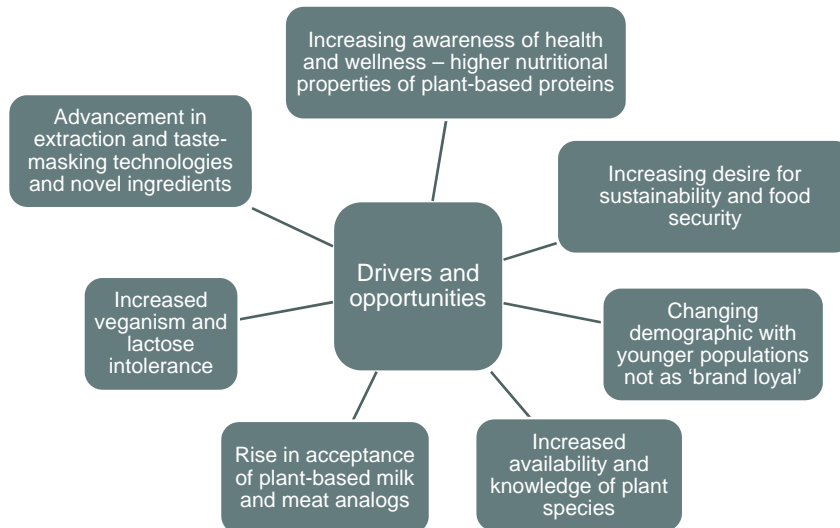 Increasing awareness of health
and wellness – higher nutritional
properties of plant-based proteins
Advancement in
extraction and taste-
masking technologies
and novel ingredients
Increasing desire for
sustainability and food
security
Drivers and
opportunities
Increased
veganism and
lactose
intolerance
Changing
demographic with
younger populations
not as ‘brand loyal’
Rise in acceptance
of plant-based milk
and meat analogs
Increased
availability and
knowledge of plant
species